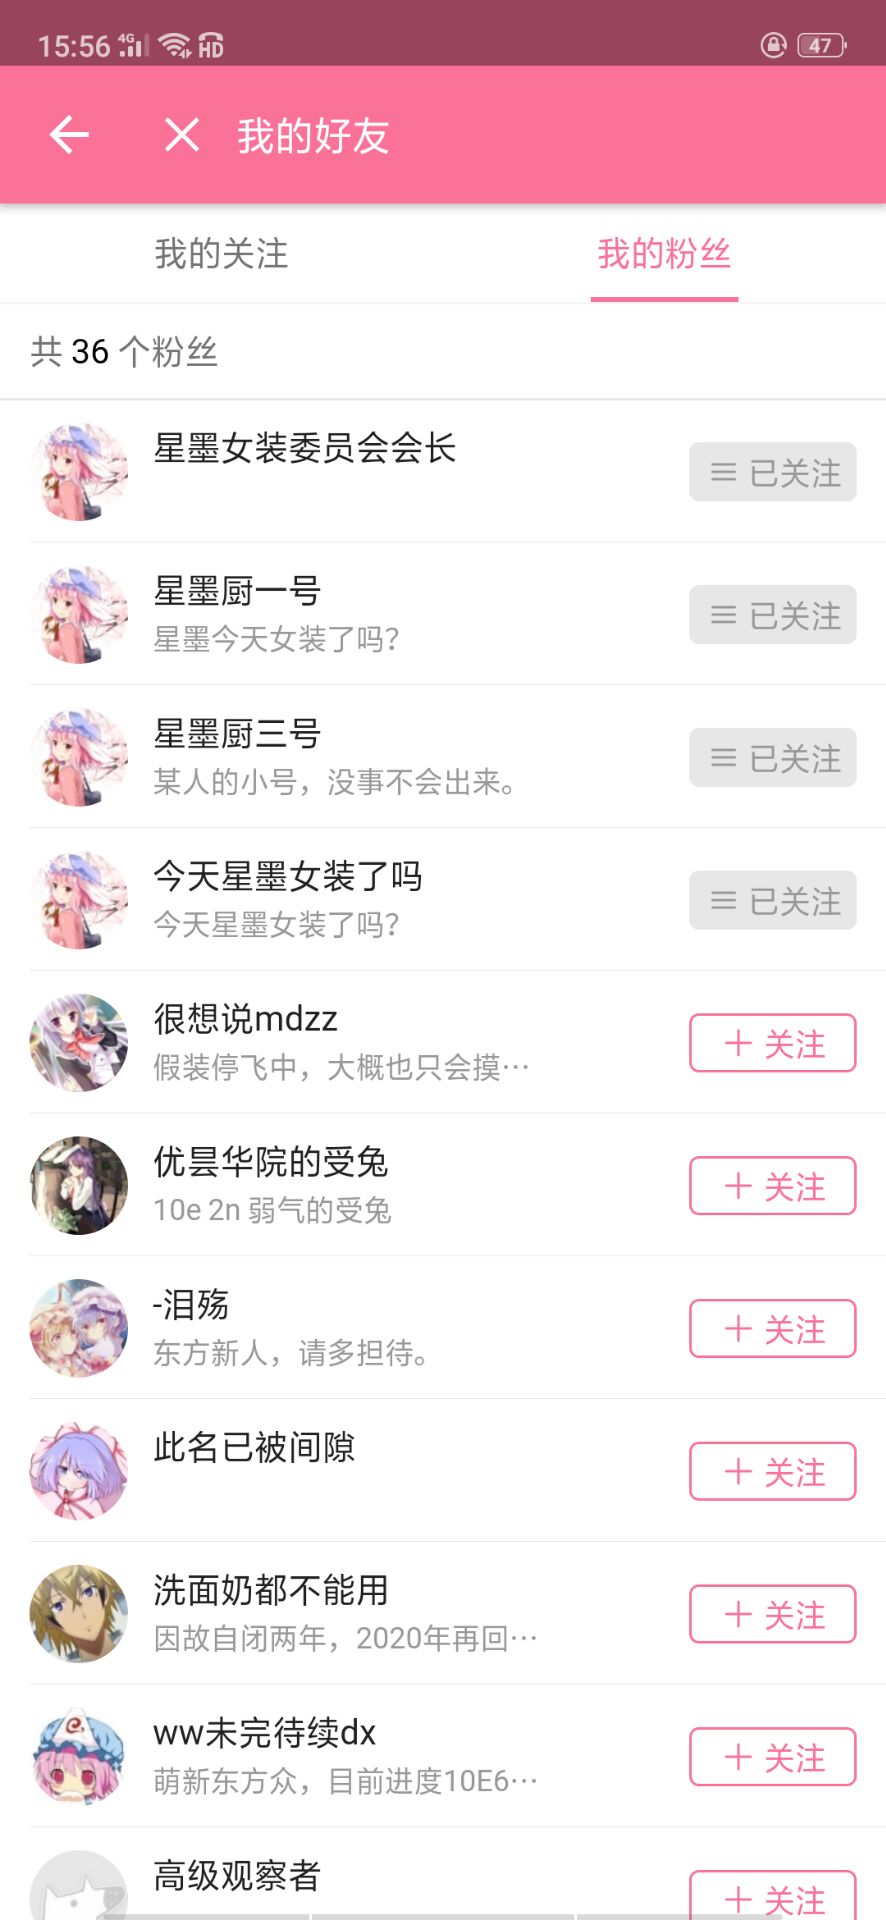 15:56 4G HD 47
我的好友
我的关注 我的粉丝
共 36 个粉丝
星墨女装委员会会长
已关注
星墨厨一号
星墨今天女装了吗?
已关注
星墨厨三号
某人的小号，没事不会出来。
已关注
今天星墨女装了吗
今天星墨女装了吗?
已关注
很想说mdzz
假装停飞中，大概也只会摸…
+ 关注
优昙华院的受兔
10e 2n 弱气的受兔
+ 关注
-泪殇
东方新人，请多担待。
+ 关注
此名已被间隙
+ 关注
洗面奶都不能用
因故自闭两年，2020年再回…
+ 关注
ww未完待续dx
萌新东方众，目前进度10E6…
+ 关注
高级观察者
+ 关注